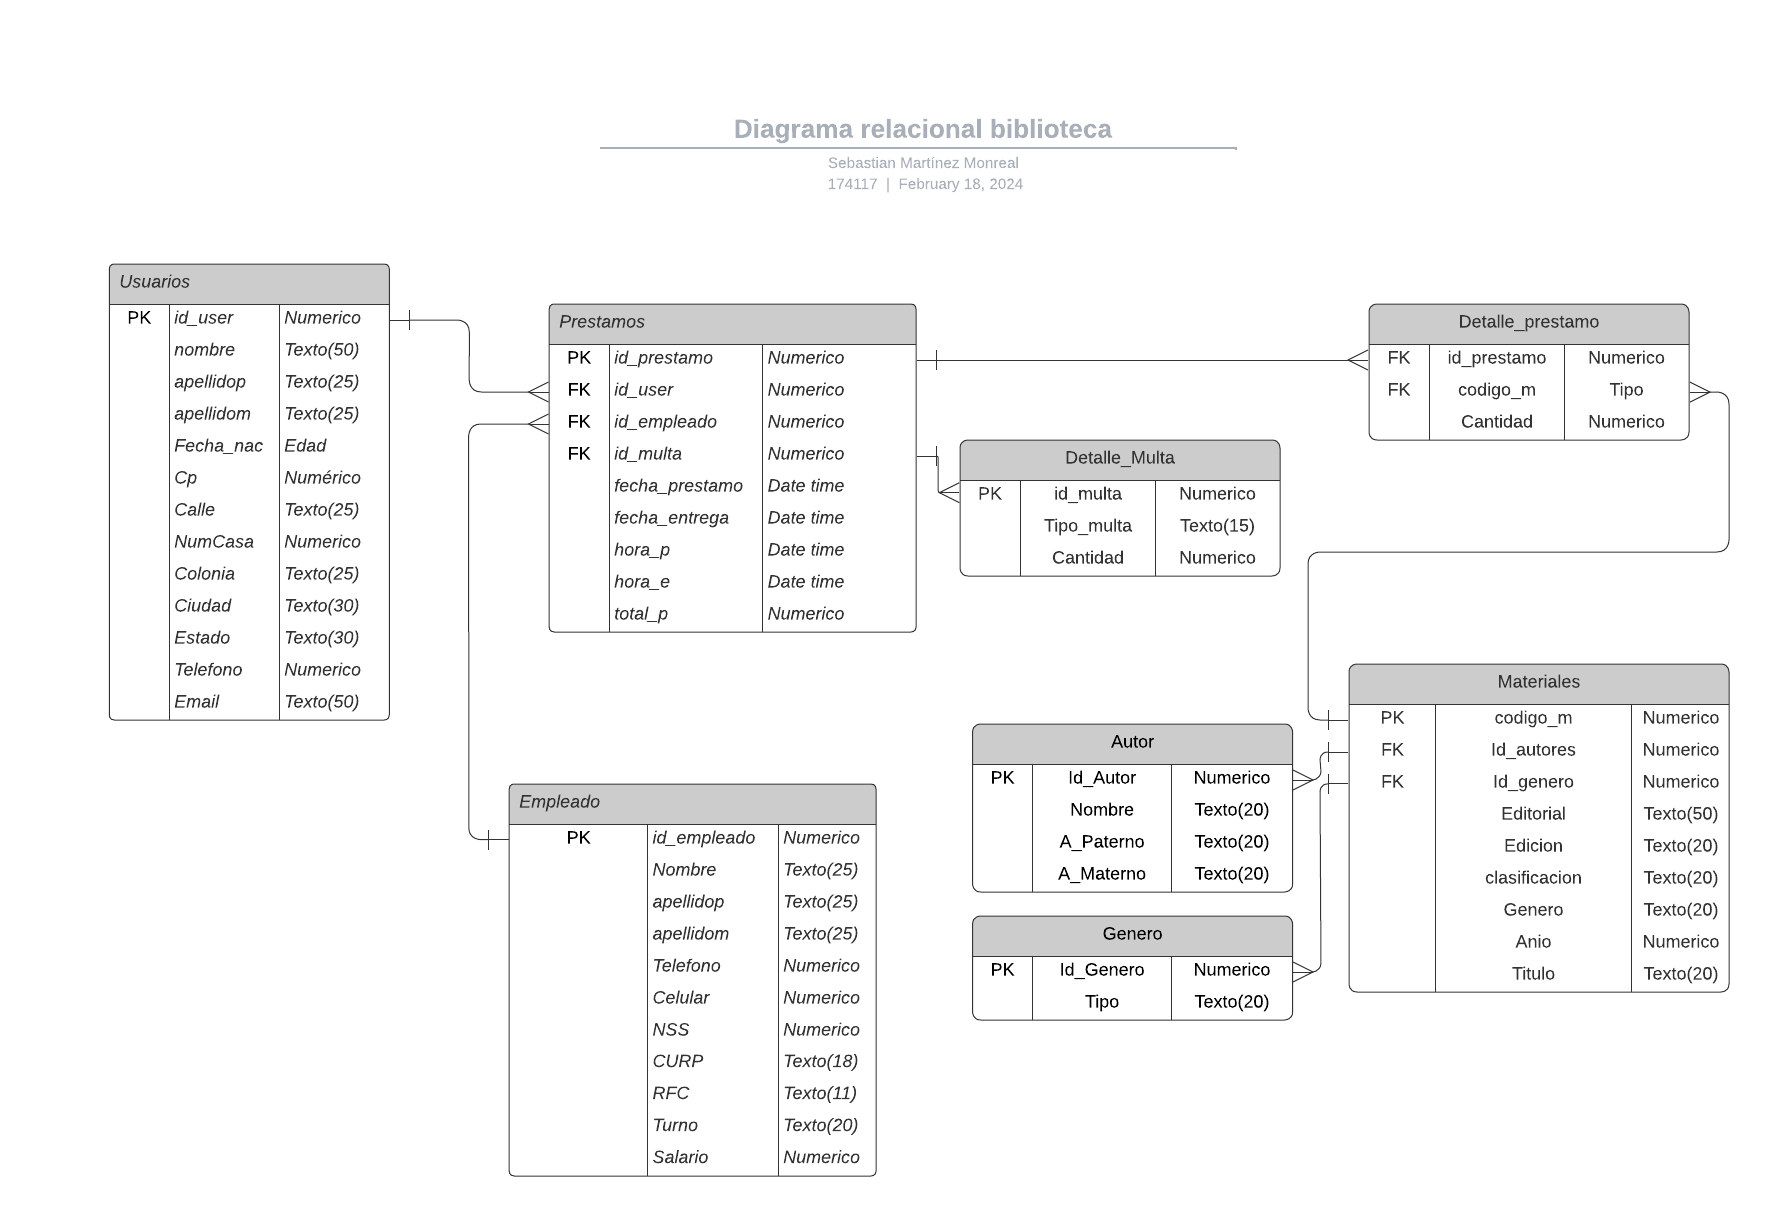 Diagrama relacional biblioteca
Sebastian Martínez Monreal
174117 | February 18, 2024
Usuarios
PK id_user Numerico
nombre Texto(50)
apellidop Texto(25)
apellidom Texto(25)
Fecha_nac Edad
Cp Numérico
Calle Texto(25)
NumCasa Numerico
Colonia Texto(25)
Ciudad Texto(30)
Estado Texto(30)
Telefono Numerico
Email Texto(50)
Prestamos
PK id_prestamo Numerico
FK id_user Numerico
FK id_empleado Numerico
FK id_multa Numerico
fecha_prestamo Date time
fecha_entrega Date time
hora_p Date time
hora_e Date time
total_p Numerico
Detalle_prestamo
FK id_prestamo Numerico
FK codigo_m Tipo
Cantidad Numerico
Detalle_Multa
PK id_multa Numerico
Tipo_multa Texto(15)
Cantidad Numerico
Materiales
PK codigo_m Numerico
FK Id_autores Numerico
FK Id_genero Numerico
Editorial Texto(50)
Edicion Texto(20)
clasificacion Texto(20)
Genero Texto(20)
Anio Numerico
Titulo Texto(20)
Autor
PK Id_Autor Numerico
Nombre Texto(20)
A_Paterno Texto(20)
A_Materno Texto(20)
Genero
PK Id_Genero Numerico
Tipo Texto(20)
Empleado
PK id_empleado Numerico
Nombre Texto(25)
apellidop Texto(25)
apellidom Texto(25)
Telefono Numerico
Celular Numerico
NSS Numerico
CURP Texto(18)
RFC Texto(11)
Turno Texto(20)
Salario Numerico